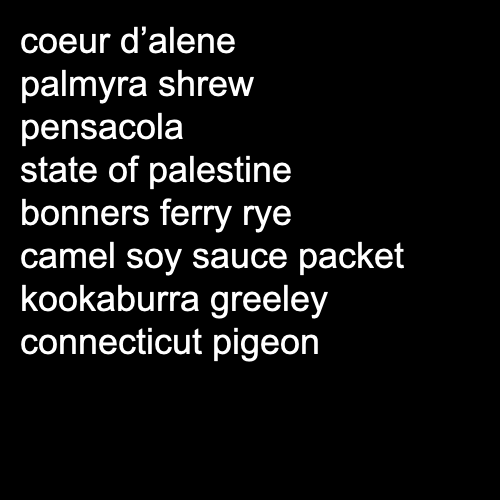 coeur d’alene
palmyra shrew
pensacola
state of palestine
bonners ferry rye
camel soy sauce packet
kookaburra greeley
connecticut pigeon